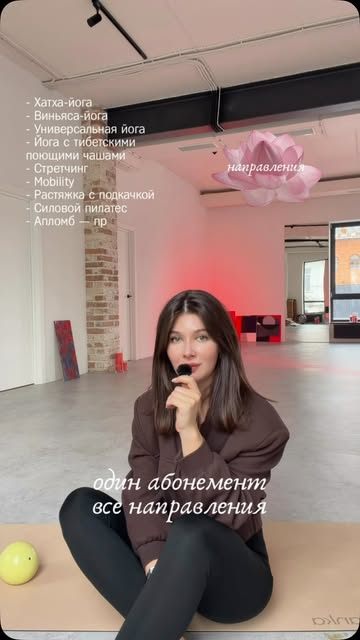 - Хатха-йога
- Виньяса-йога
- Универсальная йога
- Йога с тибетскими
поющими чашами
- Стретчинг
- Mobility
- Растяжка с подкачкой
- Силовой пилатес
- Апломб — пр
направления
один абонемент
все направления